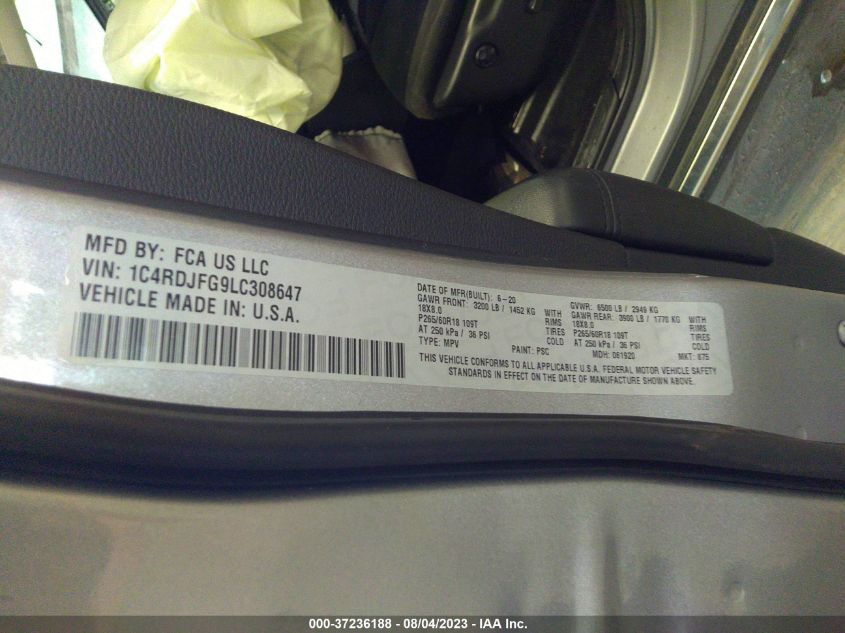 MFD BY: FCA US LLC
VIN: 1C4RDJFG9LC308647
VEHICLE MADE IN: U.S.A.
DATE OF MFR(BUILT): 6-20 GVWR: 6500 LB / 2949 KG
GAWR FRONT: 3200 LB / 1452 KG WITH GAWR REAR: 3900 LB / 1770 KG WITH
18X8.0 RIMS 18X8.0 RIMS
P265/60R18 109T TIRES P265/60R18 109T TIRES
AT 250 kPa / 36 PSI COLD AT 250 kPa / 36 PSI COLD
TYPE: MPV PAINT: PSC MDH: 061920 MKT: 875
THIS VEHICLE CONFORMS TO ALL APPLICABLE U.S.A. FEDERAL MOTOR VEHICLE SAFETY
STANDARDS IN EFFECT ON THE DATE OF MANUFACTURE SHOWN ABOVE.
000-37236188 - 08/04/2023 - IAA Inc.